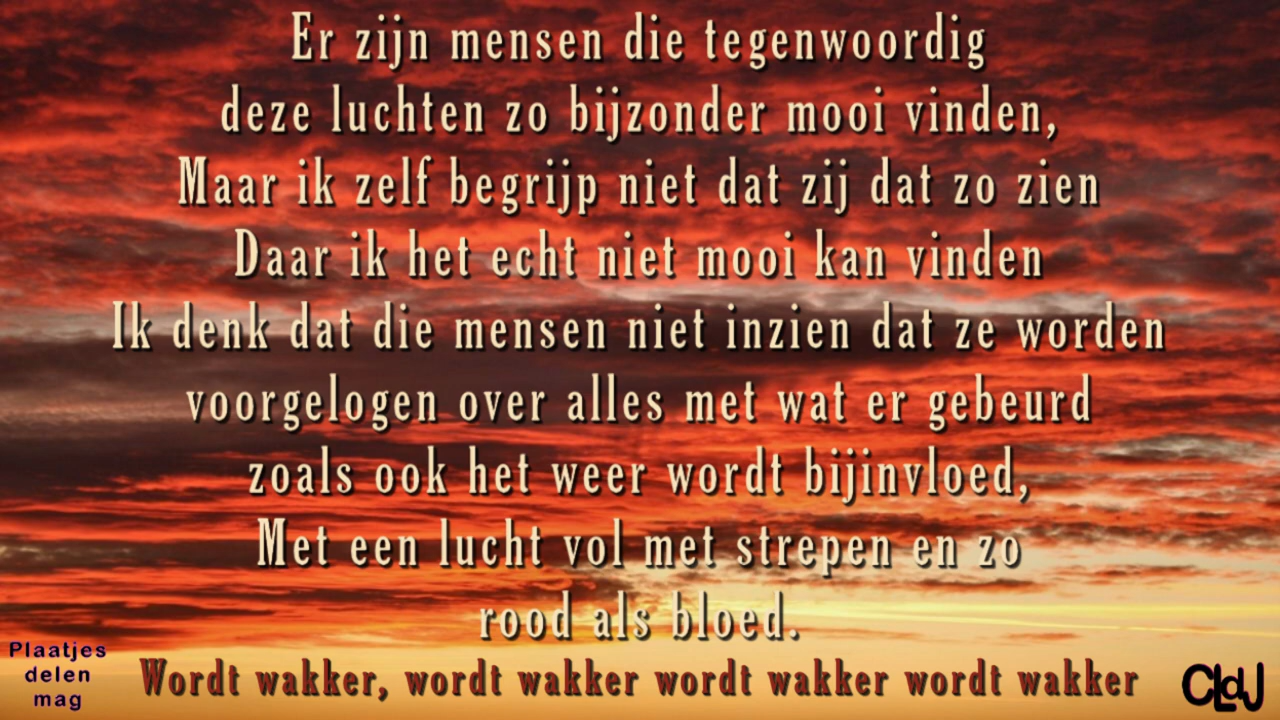 Er zijn mensen die tegenwoordig
deze luchten zo bijzonder mooi vinden,
Maar ik zelf begrijp niet dat zij dat zo zien
Daar ik het echt niet mooi kan vinden
Ik denk dat die mensen niet inzien dat ze worden
voorgelogen over alles met wat er gebeurd
zoals ook het weer wordt bijinvloed,
Met een lucht vol met strepen en zo
rood als bloed.
Wordt wakker, wordt wakker wordt wakker wordt wakker
Plaatjes
delen
mag
CLdJ